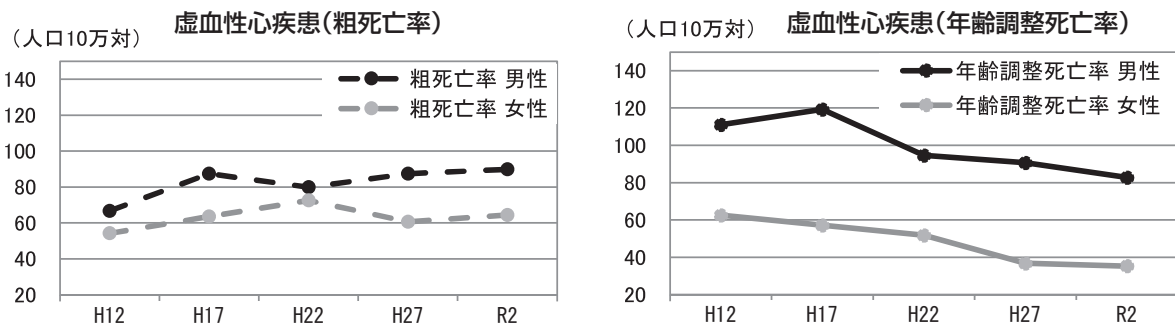 虚血性心疾患(粗死亡率)
(人口10万対)
粗死亡率 男性
粗死亡率 女性
140
120
100
80
60
40
20
H12 H17 H22 H27 R2
虚血性心疾患(年齢調整死亡率)
(人口10万対)
年齢調整死亡率 男性
年齢調整死亡率 女性
140
120
100
80
60
40
20
H12 H17 H22 H27 R2